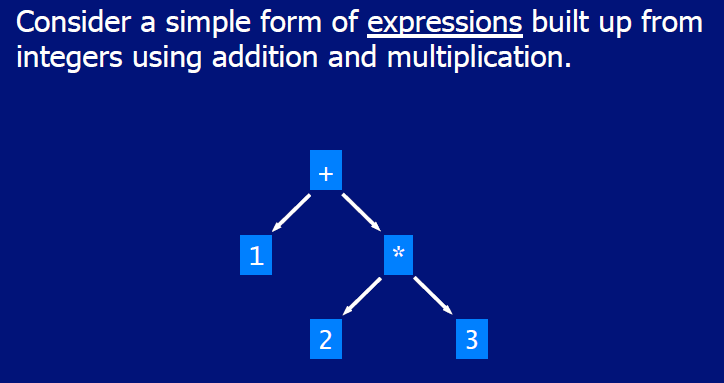 Consider a simple form of expressions built up from
integers using addition and multiplication.
+
1
*
2
3